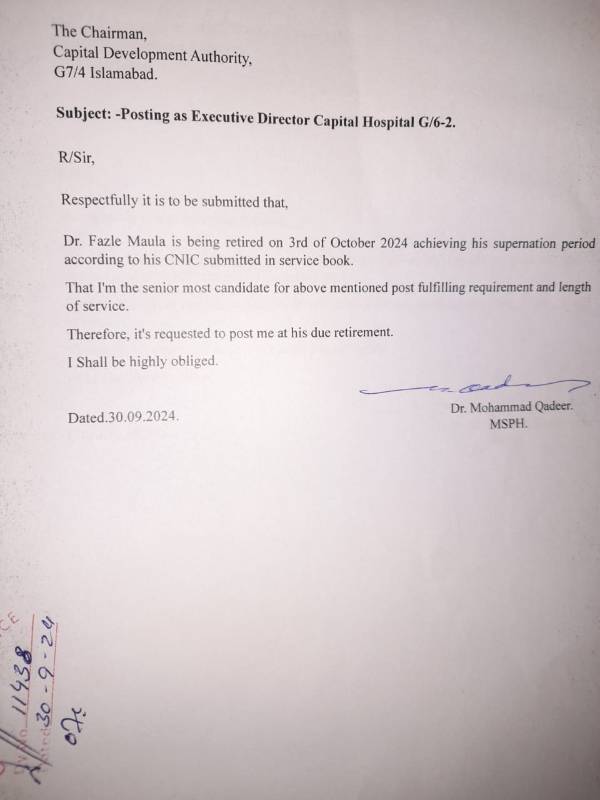 The Chairman,
Capital Development Authority,
G7/4 Islamabad.
Subject: -Posting as Executive Director Capital Hospital G/6-2.
R/Sir,
Respectfully it is to be submitted that,
Dr. Fazle Maula is being retired on 3rd of October 2024 achieving his supernation period
according to his CNIC submitted in service book.
That I'm the senior most candidate for above mentioned post fulfilling requirement and length
of service.
Therefore, it's requested to post me at his due retirement.
I Shall be highly obliged.
Dr. Mohammad Qadeer.
MSPH.
Dated.30.09.2024.
11438
30-9-24